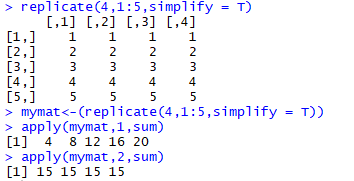 > replicate(4,1:5,simplify = T)
     [,1] [,2] [,3] [,4]
[1,]    1    1    1    1
[2,]    2    2    2    2
[3,]    3    3    3    3
[4,]    4    4    4    4
[5,]    5    5    5    5
> mymat<-(replicate(4,1:5,simplify = T))
> apply(mymat,1,sum)
[1]  4  8 12 16 20
> apply(mymat,2,sum)
[1] 15 15 15 15